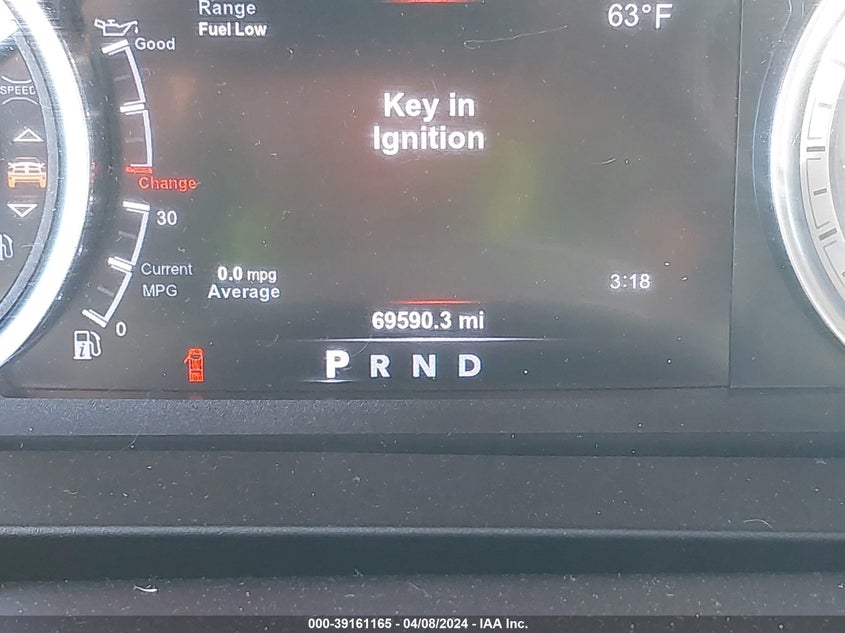 Range
Fuel Low
63°F
Good
SPEED
Key in
Ignition
Change
30
Current
MPG
0.0 mpg
Average
3:18
0
69590.3 mi
P R N D
000-39161165 - 04/08/2024 - IAA Inc.